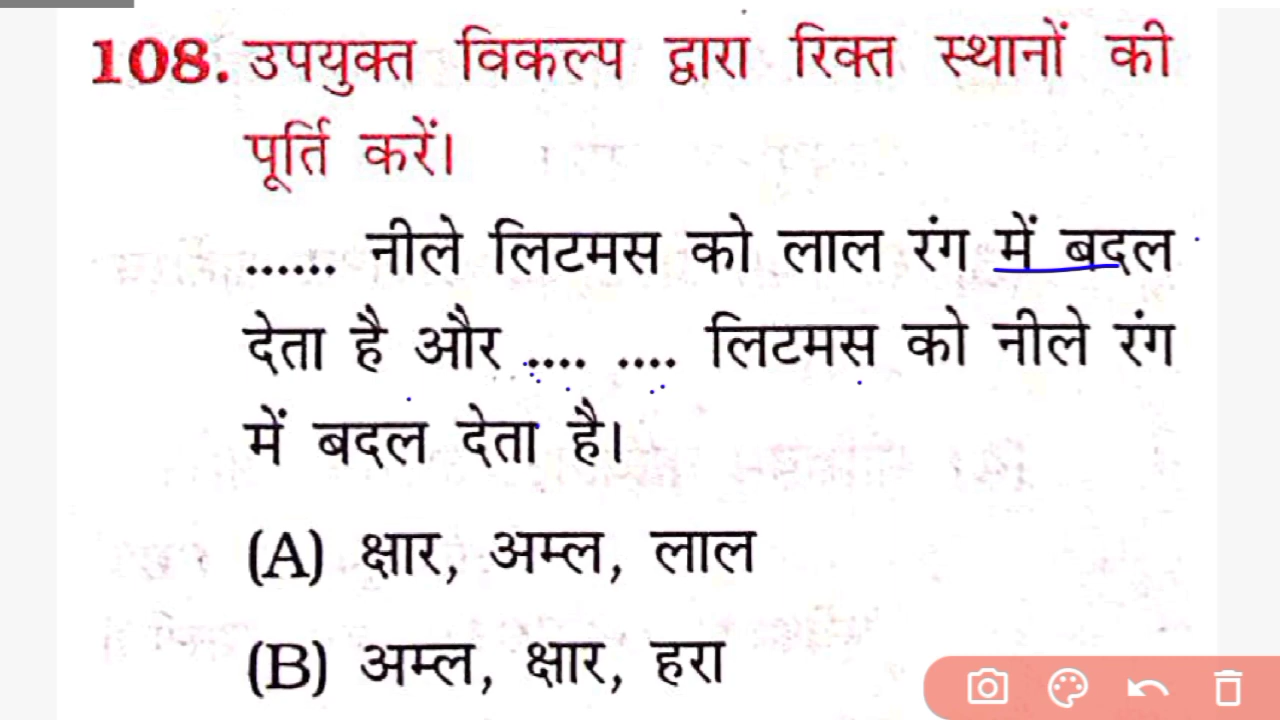 108. उपयुक्त विकल्प द्वारा रिक्त स्थानों की
पूर्ति करें।
...... नीले लिटमस को लाल रंग में बदल
देता है और .... .... लिटमस को नीले रंग
में बदल देता है।
(A) क्षार, अम्ल, लाल
(B) अम्ल, क्षार, हरा